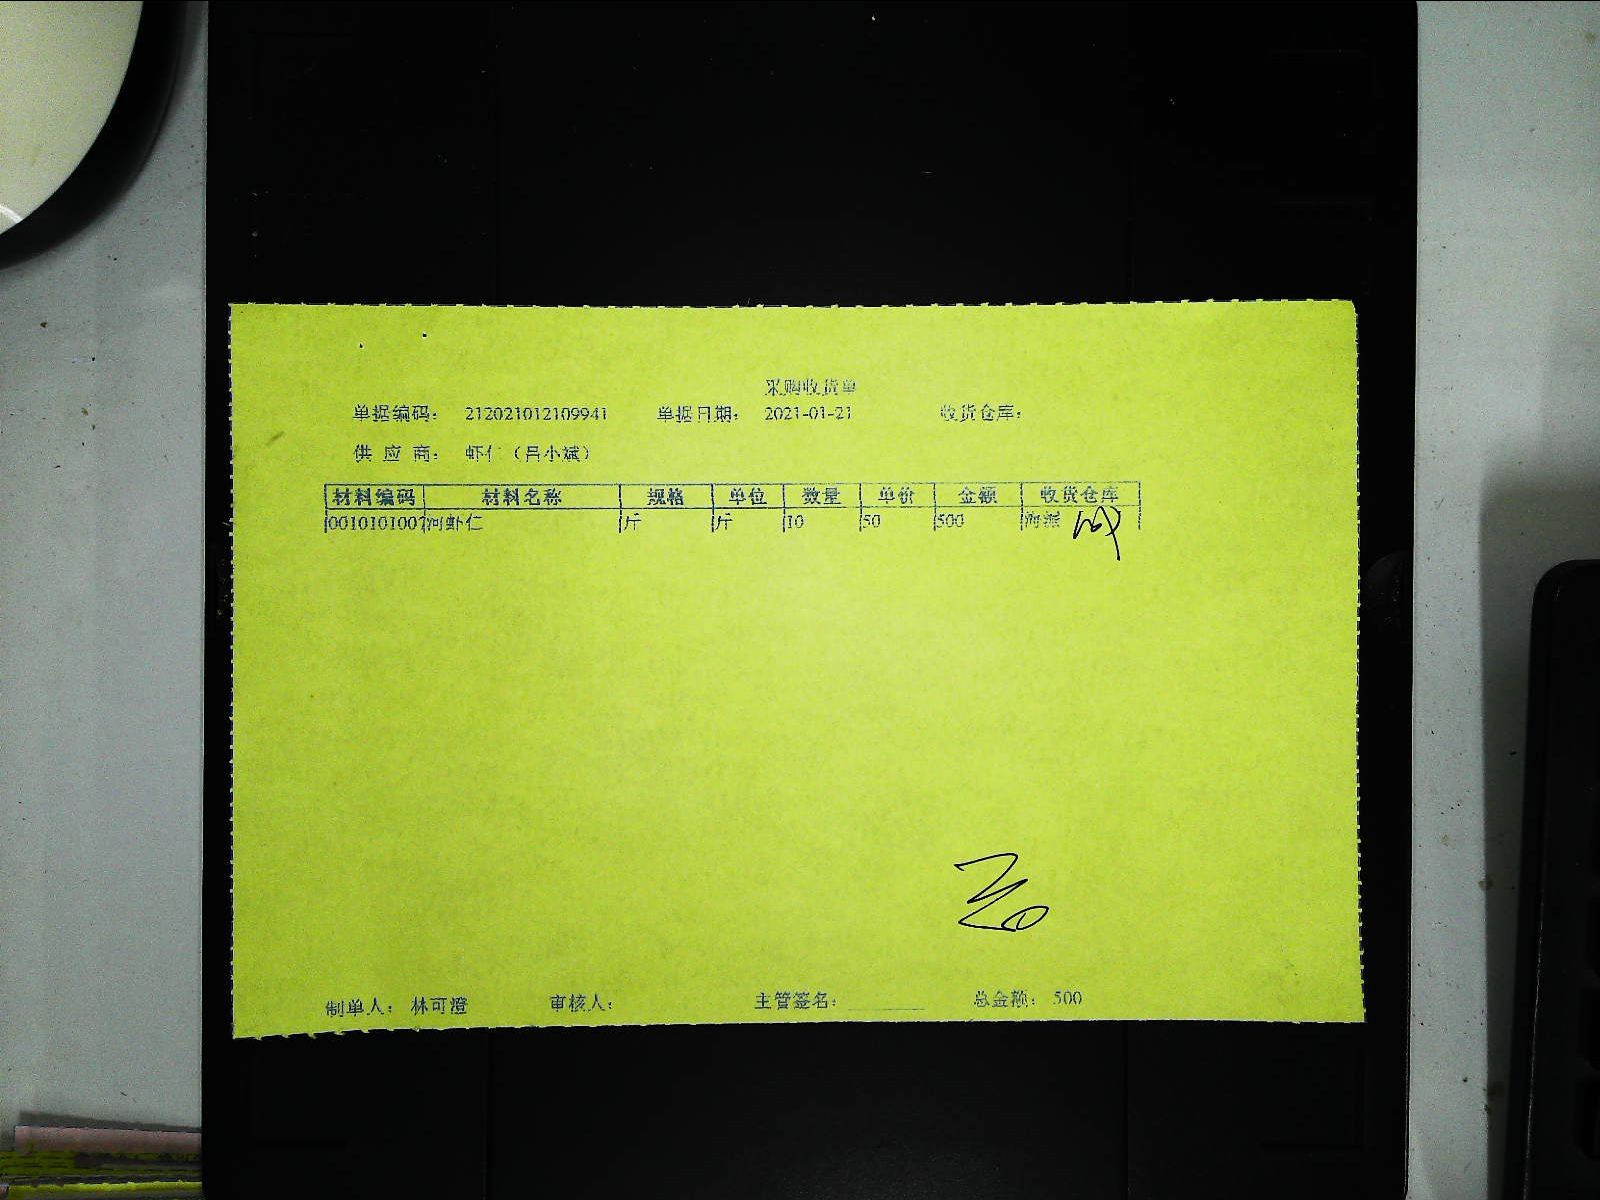 采购收货单
单据编码： 212021012109941 单据日期： 2021-01-21 收货仓库：
供 应 商： 虾仁（吕小斌）
材料编码 材料名称 规格 单位 数量 单价 金额 收货仓库
0010101007 河虾仁 斤 斤 10 50 500 海派
制单人： 林可澄 审核人： 主管签名： 总金额： 500